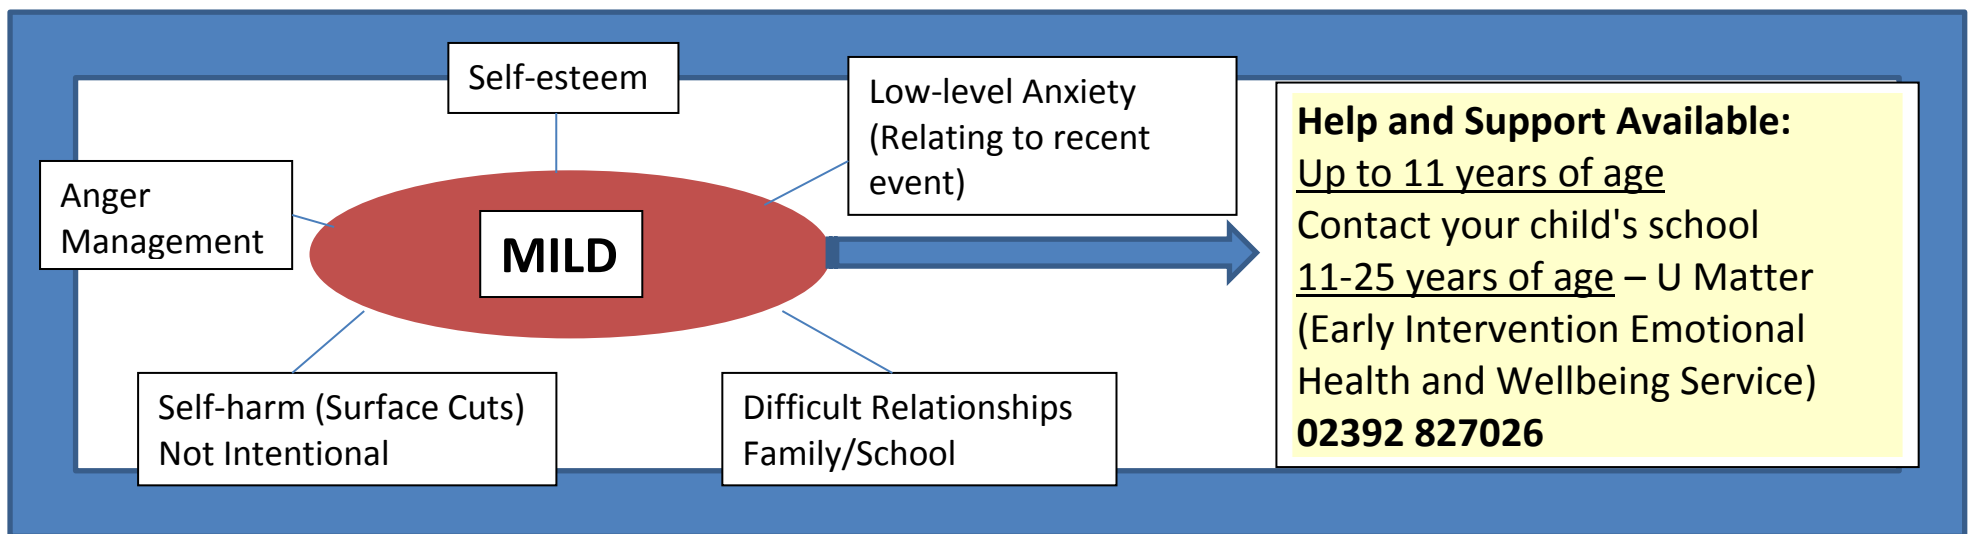 Self-esteem
Low-level Anxiety
(Relating to recent
event)
Anger
Management
MILD
Self-harm (Surface Cuts)
Not Intentional
Difficult Relationships
Family/School
Help and Support Available:
Up to 11 years of age
Contact your child's school
11-25 years of age – U Matter
(Early Intervention Emotional
Health and Wellbeing Service)
02392 827026